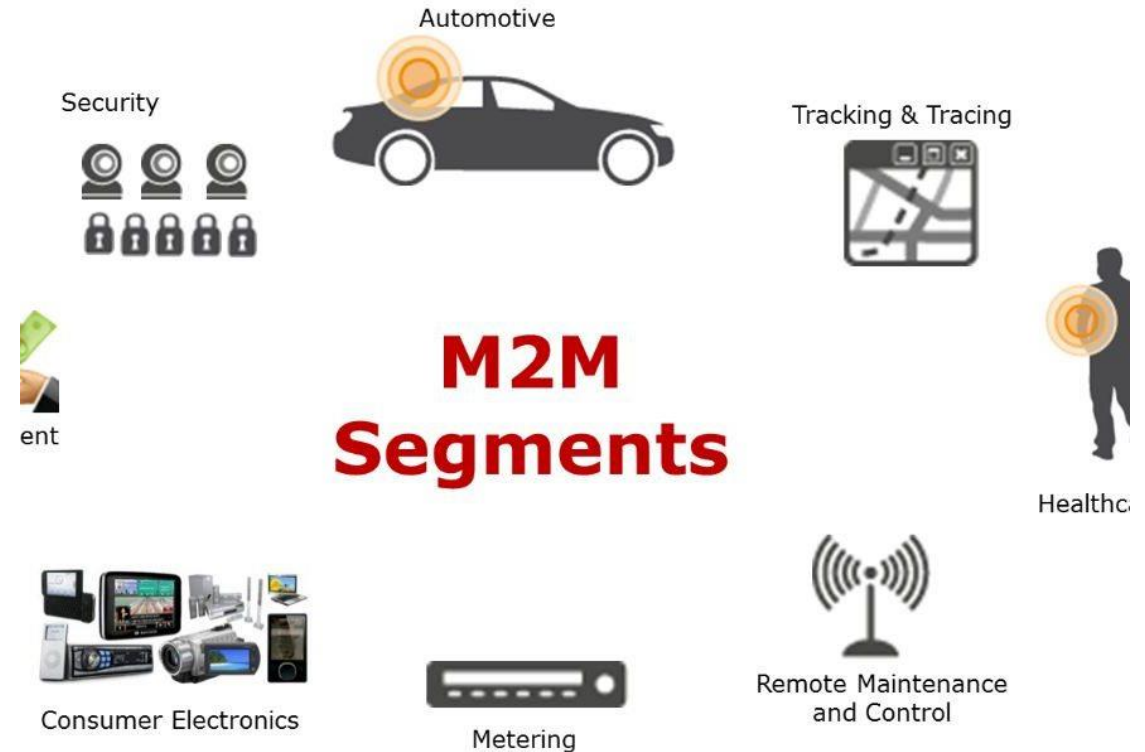 Automotive
Security
Tracking & Tracing
M2M
Segments
ent
Healthca
Remote Maintenance
and Control
Consumer Electronics
Metering